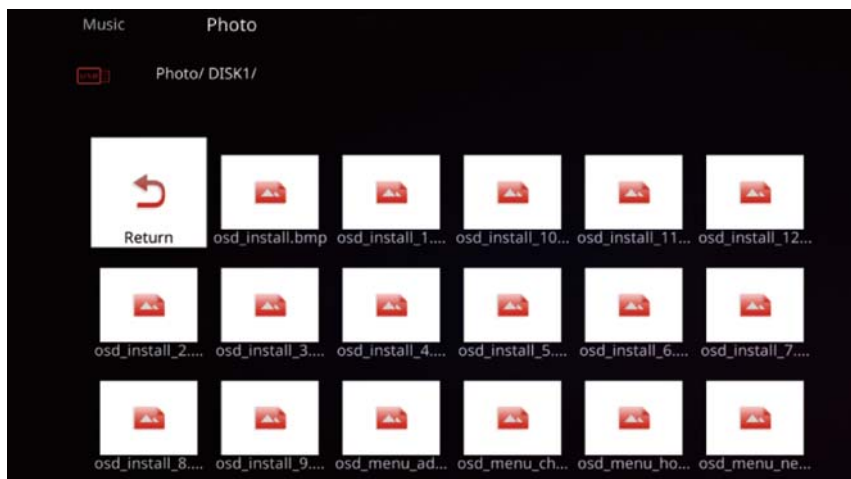 Music Photo
Photo/ DISK1/
Return osd_install.bmp osd_install_1.... osd_install_10... osd_install_11... osd_install_12...
osd_install_2.... osd_install_3.... osd_install_4.... osd_install_5.... osd_install_6.... osd_install_7....
osd_install_8.... osd_install_9.... osd_menu_ad... osd_menu_ch... osd_menu_ho... osd_menu_ne...